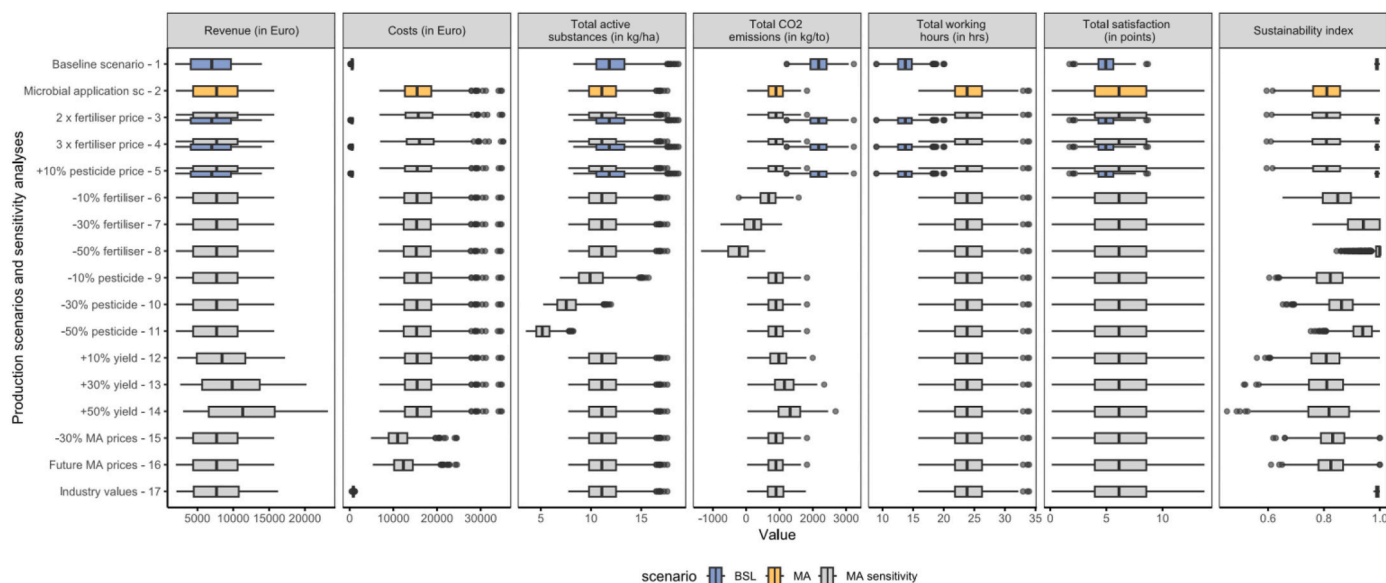 Revenue (in Euro)
Costs (in Euro)
Total active
substances (in kg/ha)
Total CO2
emissions (in kg/to)
Total working
hours (in hrs)
Total satisfaction
(in points)
Sustainability index
Production scenarios and sensitivity analyses
Baseline scenario - 1
Microbial application sc - 2
2 x fertiliser price - 3
3 x fertiliser price - 4
+10% pesticide price - 5
-10% fertiliser - 6
-30% fertiliser - 7
-50% fertiliser - 8
-10% pesticide - 9
-30% pesticide - 10
-50% pesticide - 11
+10% yield - 12
+30% yield - 13
+50% yield - 14
-30% MA prices - 15
Future MA prices - 16
Industry values - 17
5000 10000 15000 20000
0 10000 20000 30000
5 10 15
-1000 0 1000 2000 3000
10 15 20 25 30 35
0 5 10
0.6 0.8 1.0
Value
scenario BSL MA MA sensitivity